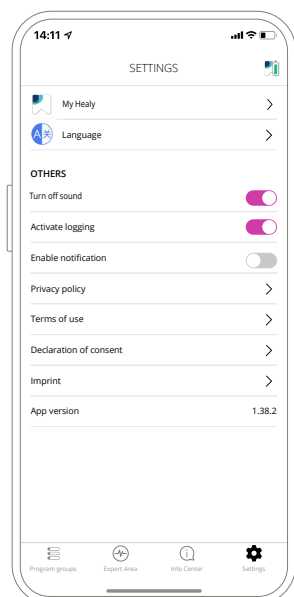 14:11
SETTINGS
My Healy
Language
OTHERS
Turn off sound
Activate logging
Enable notification
Privacy policy
Terms of use
Declaration of consent
Imprint
App version 1.38.2
Program groups Expert Area Info Center Settings